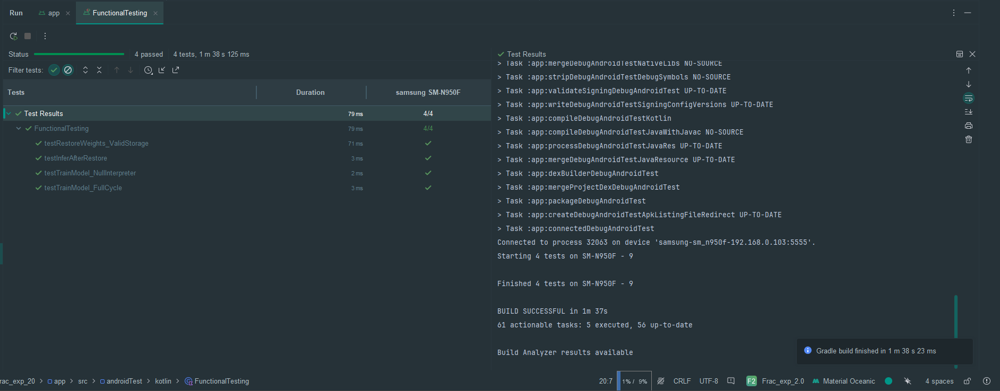 Run app FunctionalTesting
Status 4 passed 4 tests, 1 m 38 s 125 ms
Filter tests:
Tests Duration samsung SM-N950F
Test Results 79 ms 4/4
FunctionalTesting 79 ms 4/4
testRestoreWeights_ValidStorage 71 ms
testInferAfterRestore 3 ms
testTrainModel_NullInterpreter 2 ms
testTrainModel_FullCycle 3 ms
Test Results
> Task :app:mergeDebugAndroidTestNativeLibs NO-SOURCE
> Task :app:stripDebugAndroidTestDebugSymbols NO-SOURCE
> Task :app:validateSigningDebugAndroidTest UP-TO-DATE
> Task :app:writeDebugAndroidTestSigningConfigVersions UP-TO-DATE
> Task :app:compileDebugAndroidTestKotlin
> Task :app:compileDebugAndroidTestJavaWithJavac NO-SOURCE
> Task :app:processDebugAndroidTestJavaRes UP-TO-DATE
> Task :app:mergeDebugAndroidTestJavaResource UP-TO-DATE
> Task :app:dexBuilderDebugAndroidTest
> Task :app:mergeProjectDexDebugAndroidTest
> Task :app:packageDebugAndroidTest
> Task :app:createDebugAndroidTestApkListingFileRedirect UP-TO-DATE
> Task :app:connectedDebugAndroidTest
Connected to process 32063 on device 'samsung-sm_n950f-192.168.0.103:5555'.
Starting 4 tests on SM-N950F - 9
Finished 4 tests on SM-N950F - 9
BUILD SUCCESSFUL in 1m 37s
61 actionable tasks: 5 executed, 56 up-to-date
Build Analyzer results available
Gradle build finished in 1 m 38 s 23 ms
rac_exp_20 > app > src > androidTest > kotlin > FunctionalTesting 20:7 1% / 9% CRLF UTF-8 F2 Frac_exp_2.0 Material Oceanic 4 spaces